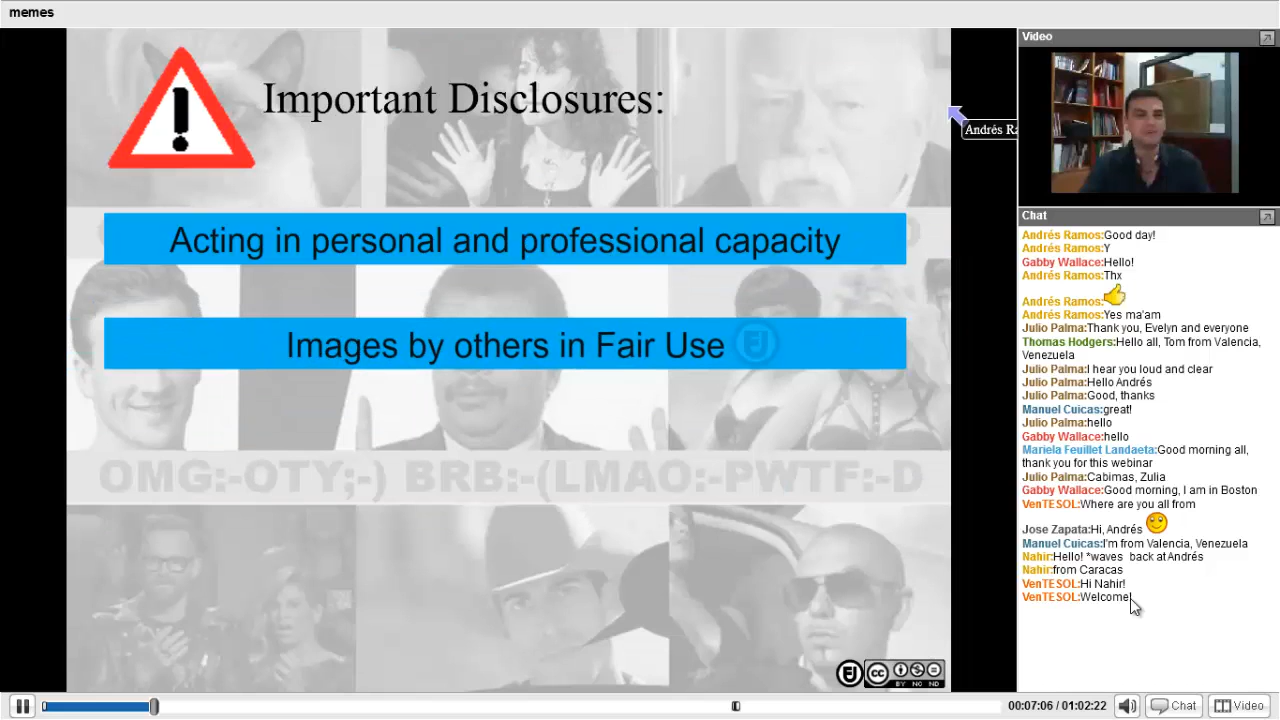 memes
Important Disclosures:
Andrés Ra
Acting in personal and professional capacity
Images by others in Fair Use
OMG:-OTY BRB:-(LMAO:-PWTF:-D
CC
BY NC ND
Video
Chat
Andrés Ramos:Good day!
Andrés Ramos:Y
Gabby Wallace:Hello!
Andrés Ramos:Thx
Andrés Ramos:
Andrés Ramos:Yes ma'am
Julio Palma:Thank you, Evelyn and everyone
Thomas Hodgers:Hello all, Tom from Valencia,
Venezuela
Julio Palma:I hear you loud and clear
Julio Palma:Hello Andrés
Julio Palma:Good, thanks
Manuel Cuicas:great!
Julio Palma:hello
Gabby Wallace:hello
Mariela Feuillet Landaeta:Good morning all,
thank you for this webinar
Julio Palma:Cabimas, Zulia
Gabby Wallace:Good morning, I am in Boston
VenTESOL:Where are you all from
Jose Zapata:Hi, Andrés
Manuel Cuicas:I'm from Valencia, Venezuela
Nahir:Hello! *waves back at Andrés
Nahir:from Caracas
VenTESOL:Hi Nahir!
VenTESOL:Welcome!
00:07:06 / 01:02:22
Chat
Video